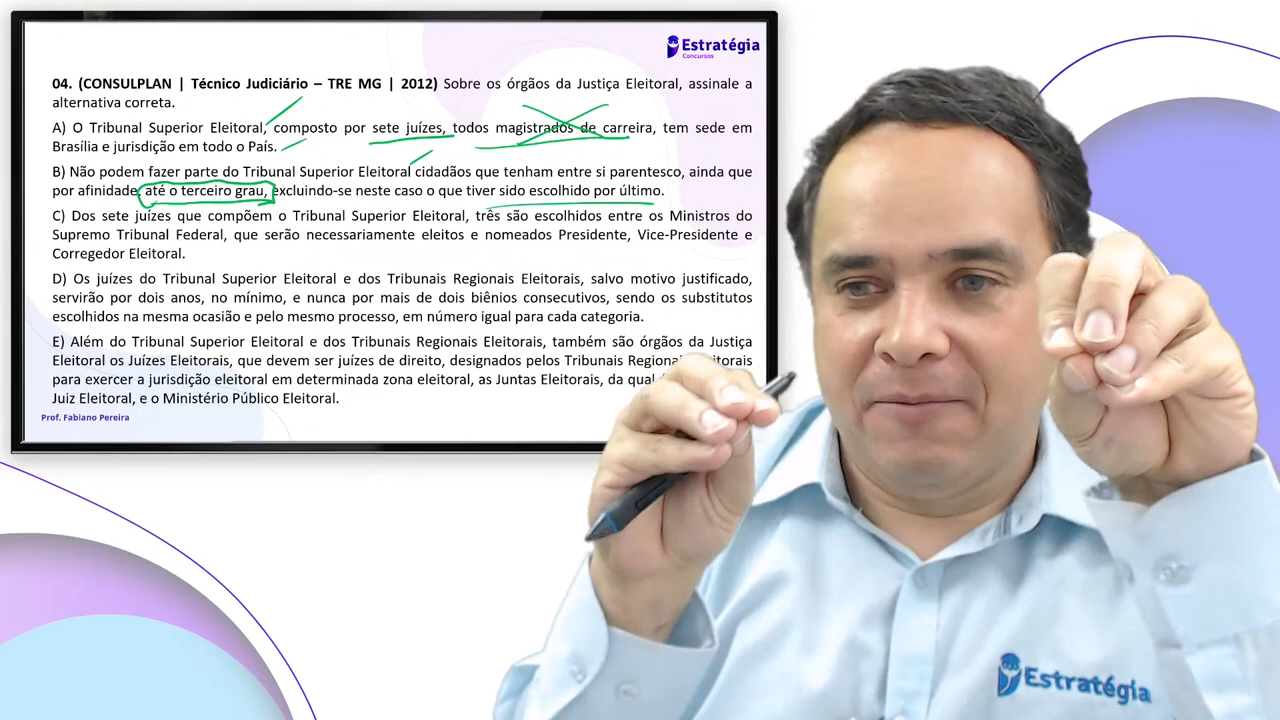 Estratégia
Concursos
04. (CONSULPLAN | Técnico Judiciário – TRE MG | 2012) Sobre os órgãos da Justiça Eleitoral, assinale a
alternativa correta.
A) O Tribunal Superior Eleitoral, composto por sete juízes, todos magistrados de carreira, tem sede em
Brasília e jurisdição em todo o País.
B) Não podem fazer parte do Tribunal Superior Eleitoral cidadãos que tenham entre si parentesco, ainda que
por afinidade, até o terceiro grau, excluindo-se neste caso o que tiver sido escolhido por último.
C) Dos sete juízes que compõem o Tribunal Superior Eleitoral, três são escolhidos entre os Ministros do
Supremo Tribunal Federal, que serão necessariamente eleitos e nomeados Presidente, Vice-Presidente e
Corregedor Eleitoral.
D) Os juízes do Tribunal Superior Eleitoral e dos Tribunais Regionais Eleitorais, salvo motivo justificado,
servirão por dois anos, no mínimo, e nunca por mais de dois biênios consecutivos, sendo os substitutos
escolhidos na mesma ocasião e pelo mesmo processo, em número igual para cada categoria.
E) Além do Tribunal Superior Eleitoral e dos Tribunais Regionais Eleitorais, também são órgãos da Justiça
Eleitoral os Juízes Eleitorais, que devem ser juízes de direito, designados pelos Tribunais Regionais Eleitorais
para exercer a jurisdição eleitoral em determinada zona eleitoral, as Juntas Eleitorais, da qual
Juiz Eleitoral, e o Ministério Público Eleitoral.
Prof. Fabiano Pereira
Estratégia